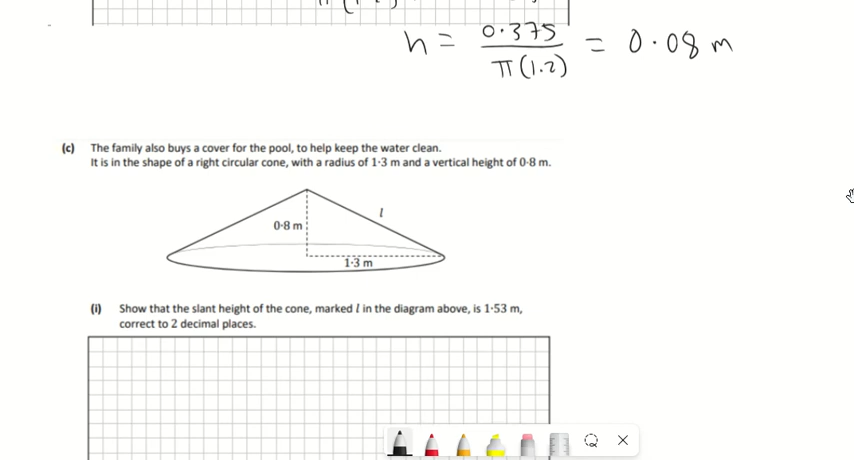 h = 0.375 / π(1.2) = 0.08 m
(c) The family also buys a cover for the pool, to help keep the water clean.
It is in the shape of a right circular cone, with a radius of 1·3 m and a vertical height of 0·8 m.
l
0·8 m
1·3 m
(i) Show that the slant height of the cone, marked l in the diagram above, is 1·53 m,
correct to 2 decimal places.